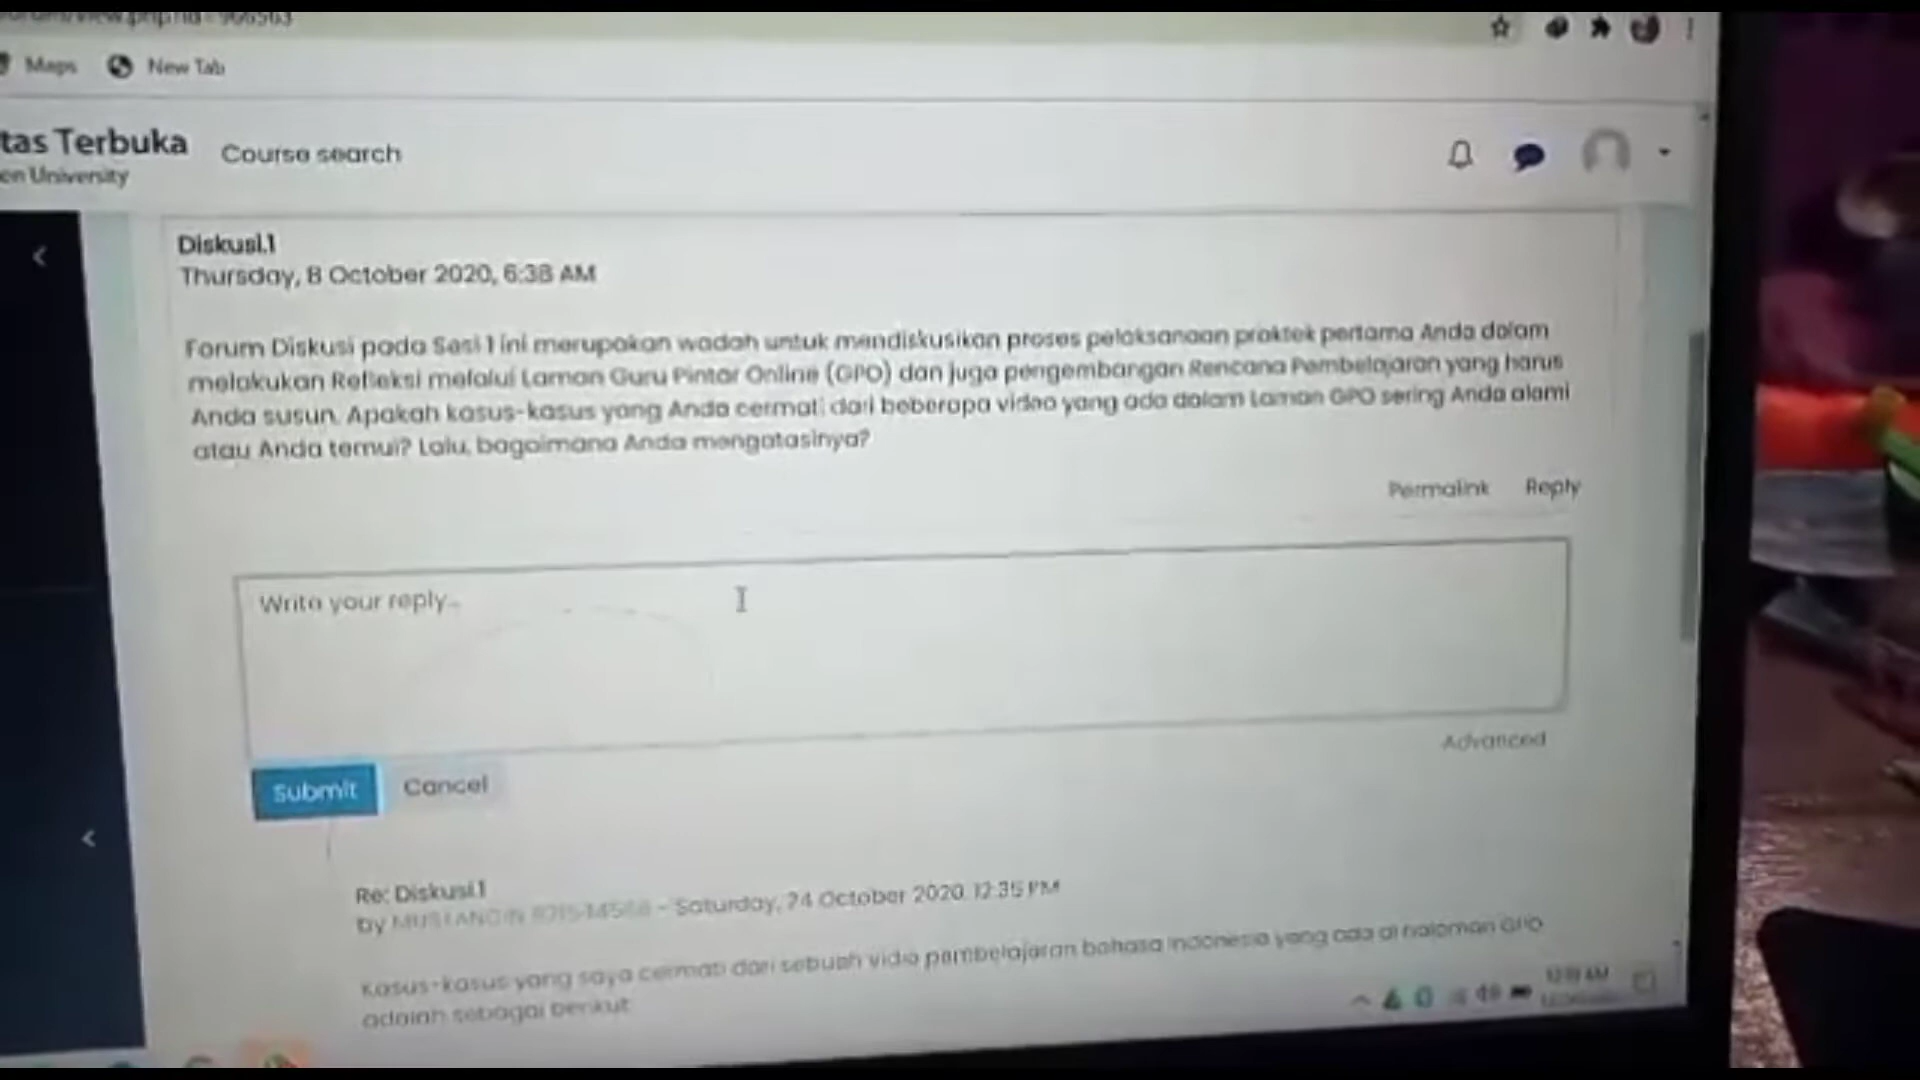 Maps New Tab
tas Terbuka
Course search
en University
Diskusi.1
Thursday, 8 October 2020, 6:38 AM
Forum Diskusi pada Sesi 1 ini merupakan wadah untuk mendiskusikan proses pelaksanaan praktek pertama Anda dalam
melakukan Refleksi melalui Laman Guru Pintar Online (GPO) dan juga pengembangan Rencana Pembelajaran yang harus
Anda susun. Apakah kasus-kasus yang Anda cermati dari beberapa video yang ada dalam Laman GPO sering Anda alami
atau Anda temui? Lalu, bagaimana Anda mengatasinya?
Permalink Reply
Write your reply...
Advanced
Submit Cancel
Re: Diskusi.1
by MUSTANGIN - Saturday, 24 October 2020, 12:35 PM
Kasus-kasus yang saya cermati dari sebuah vidio pembelajaran bahasa Indonesia yang ada di halaman GPO
adalah sebagai berikut